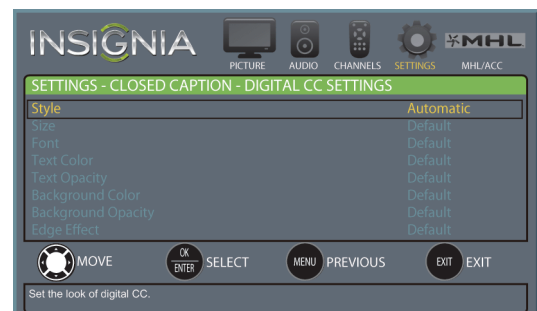 INSIGNIA
PICTURE AUDIO CHANNELS SETTINGS MHL MHL/ACC
SETTINGS - CLOSED CAPTION - DIGITAL CC SETTINGS
Style Automatic
Size Default
Font Default
Text Color Default
Text Opacity Default
Background Color Default
Background Opacity Default
Edge Effect Default
MOVE OK ENTER SELECT MENU PREVIOUS EXIT EXIT
Set the look of digital CC.